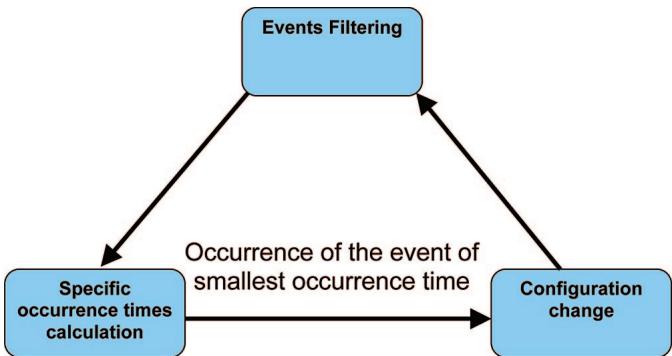 Events Filtering
Occurrence of the event of
smallest occurrence time
Specific
occurrence times
calculation
Configuration
change